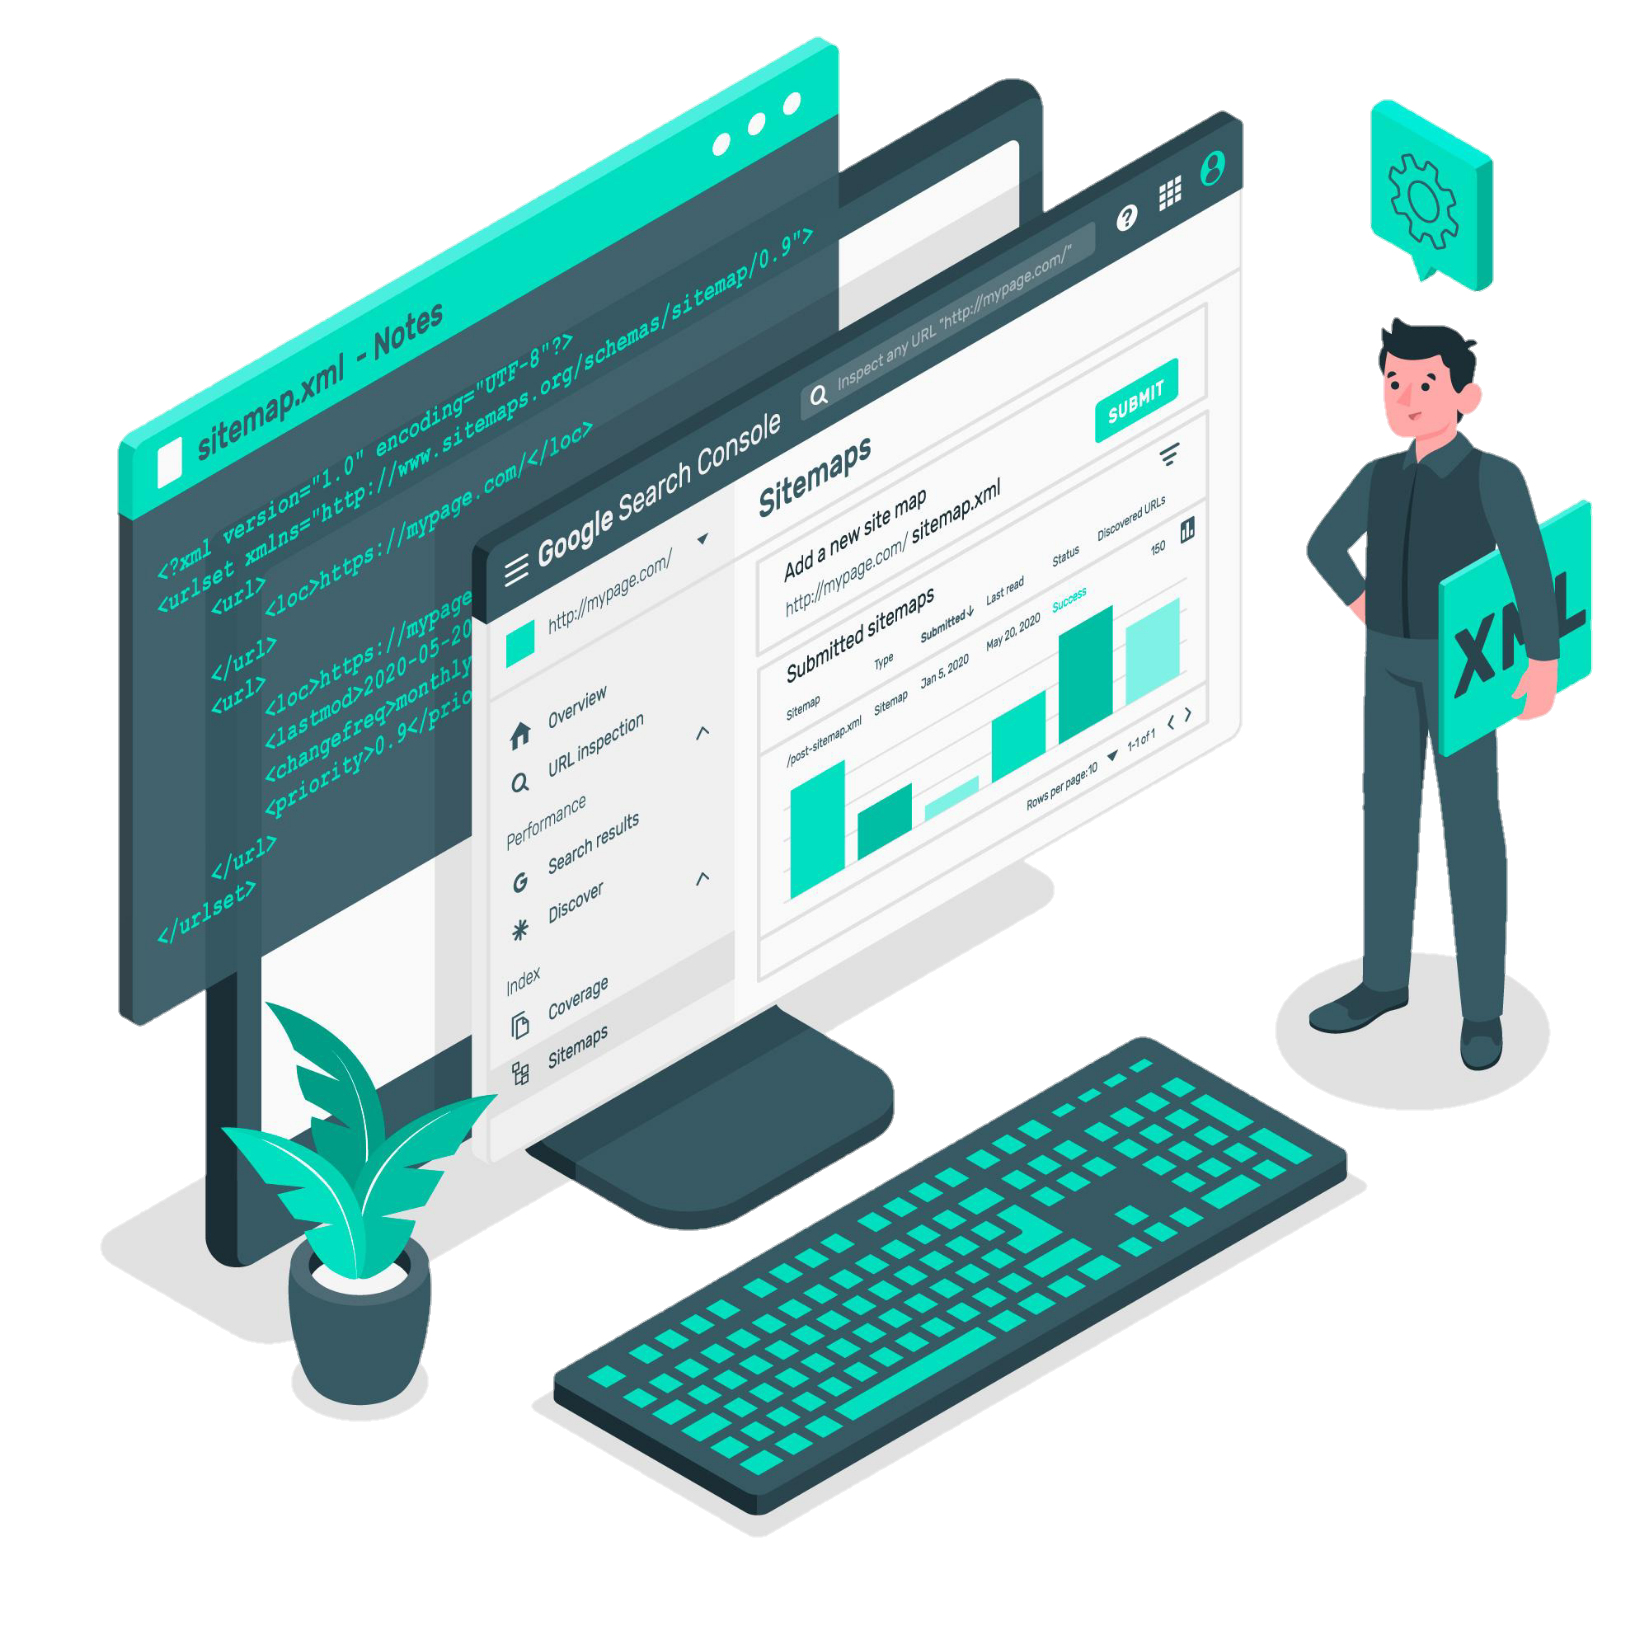 sitemap.xml - Notes
<?xml version="1.0" encoding="UTF-8"?>
<urlset xmlns="http://www.sitemaps.org/schemas/sitemap/0.9">
<url>
<loc>https://mypage.com/</loc>
</url>
<url>
<loc>https://mypage
<lastmod>2020-05-20
<changefreq>monthly
<priority>0.9</prio
</url>
</urlset>
Google Search Console
Inspect any URL "http://mypage.com/"
http://mypage.com/
Overview
URL inspection
Performance
Search results
Discover
Index
Coverage
Sitemaps
Sitemaps
Add a new site map
http://mypage.com/ sitemap.xml
SUBMIT
Submitted sitemaps
Sitemap Type Submitted↓ Last read Status Discovered URLs
/post-sitemap.xml Sitemap Jan 5, 2020 May 20, 2020 Success 150
Rows per page:10 1-1 of 1
XML